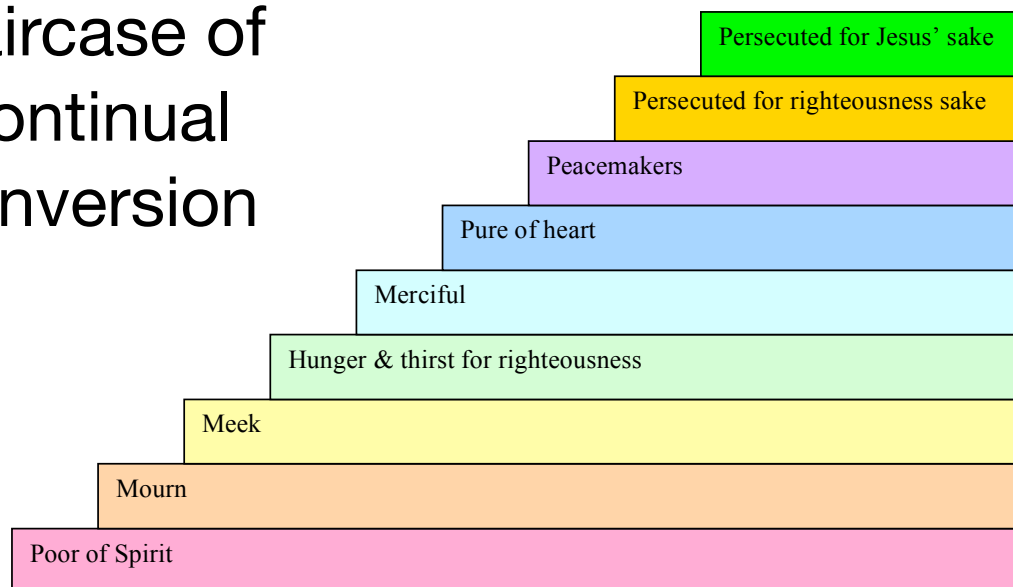 aircase of
ontinual
nversion
Persecuted for Jesus’ sake
Persecuted for righteousness sake
Peacemakers
Pure of heart
Merciful
Hunger & thirst for righteousness
Meek
Mourn
Poor of Spirit